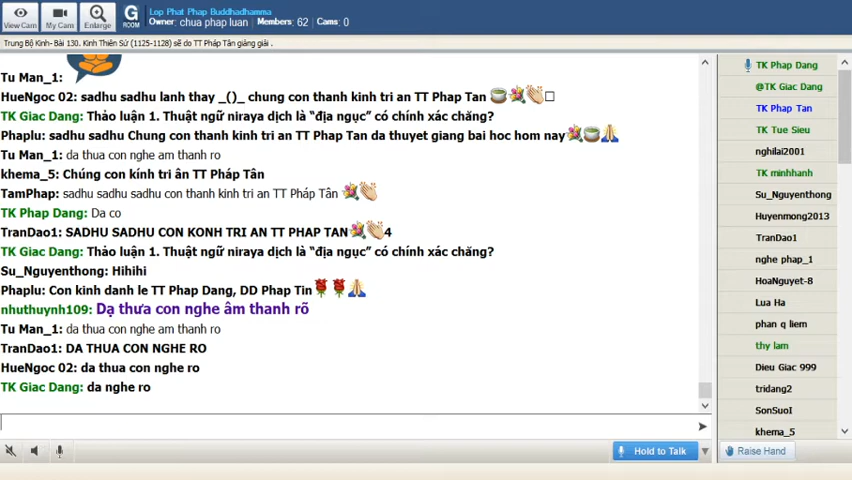 View Cam
My Cam
Enlarge
G
ROOM
Lop Phat Phap Buddhadhamma
Owner: chua phap luan Members: 62 Cams: 0
Trung Bộ Kinh- Bài 130. Kinh Thiên Sứ (1125-1128) sẽ do TT Pháp Tân giảng giải .
Tu Man_1:
HueNgoc 02: sadhu sadhu lanh thay _()_ chung con thanh kinh tri an TT Phap Tan
TK Giac Dang: Thảo luận 1. Thuật ngữ niraya dịch là “địa ngục” có chính xác chăng?
Phaplu: sadhu sadhu Chung con thanh kinh tri an TT Phap Tan da thuyet giang bai hoc hom nay
Tu Man_1: da thua con nghe am thanh ro
khema_5: Chúng con kính tri ân TT Pháp Tân
TamPhap: sadhu sadhu sadhu con thanh kinh tri an TT Pháp Tân
TK Phap Dang: Da co
TranDao1: SADHU SADHU CON KONH TRI AN TT PHAP TAN 4
TK Giac Dang: Thảo luận 1. Thuật ngữ niraya dịch là “địa ngục” có chính xác chăng?
Su_Nguyenthong: Hihihi
Phaplu: Con kinh danh le TT Phap Dang, DD Phap Tin
nhuthuynh109: Dạ thưa con nghe âm thanh rõ
Tu Man_1: da thua con nghe am thanh ro
TranDao1: DA THUA CON NGHE RO
HueNgoc 02: da thua con nghe ro
TK Giac Dang: da nghe ro
Hold to Talk
TK Phap Dang
@TK Giac Dang
TK Phap Tan
TK Tue Sieu
nghilai2001
TK minhhanh
Su_Nguyenthong
Huyenmong2013
TranDao1
nghe phap_1
HoaNguyet-8
Lua Ha
phan q liem
thy lam
Dieu Giac 999
tridang2
SonSuoI
khema_5
Raise Hand